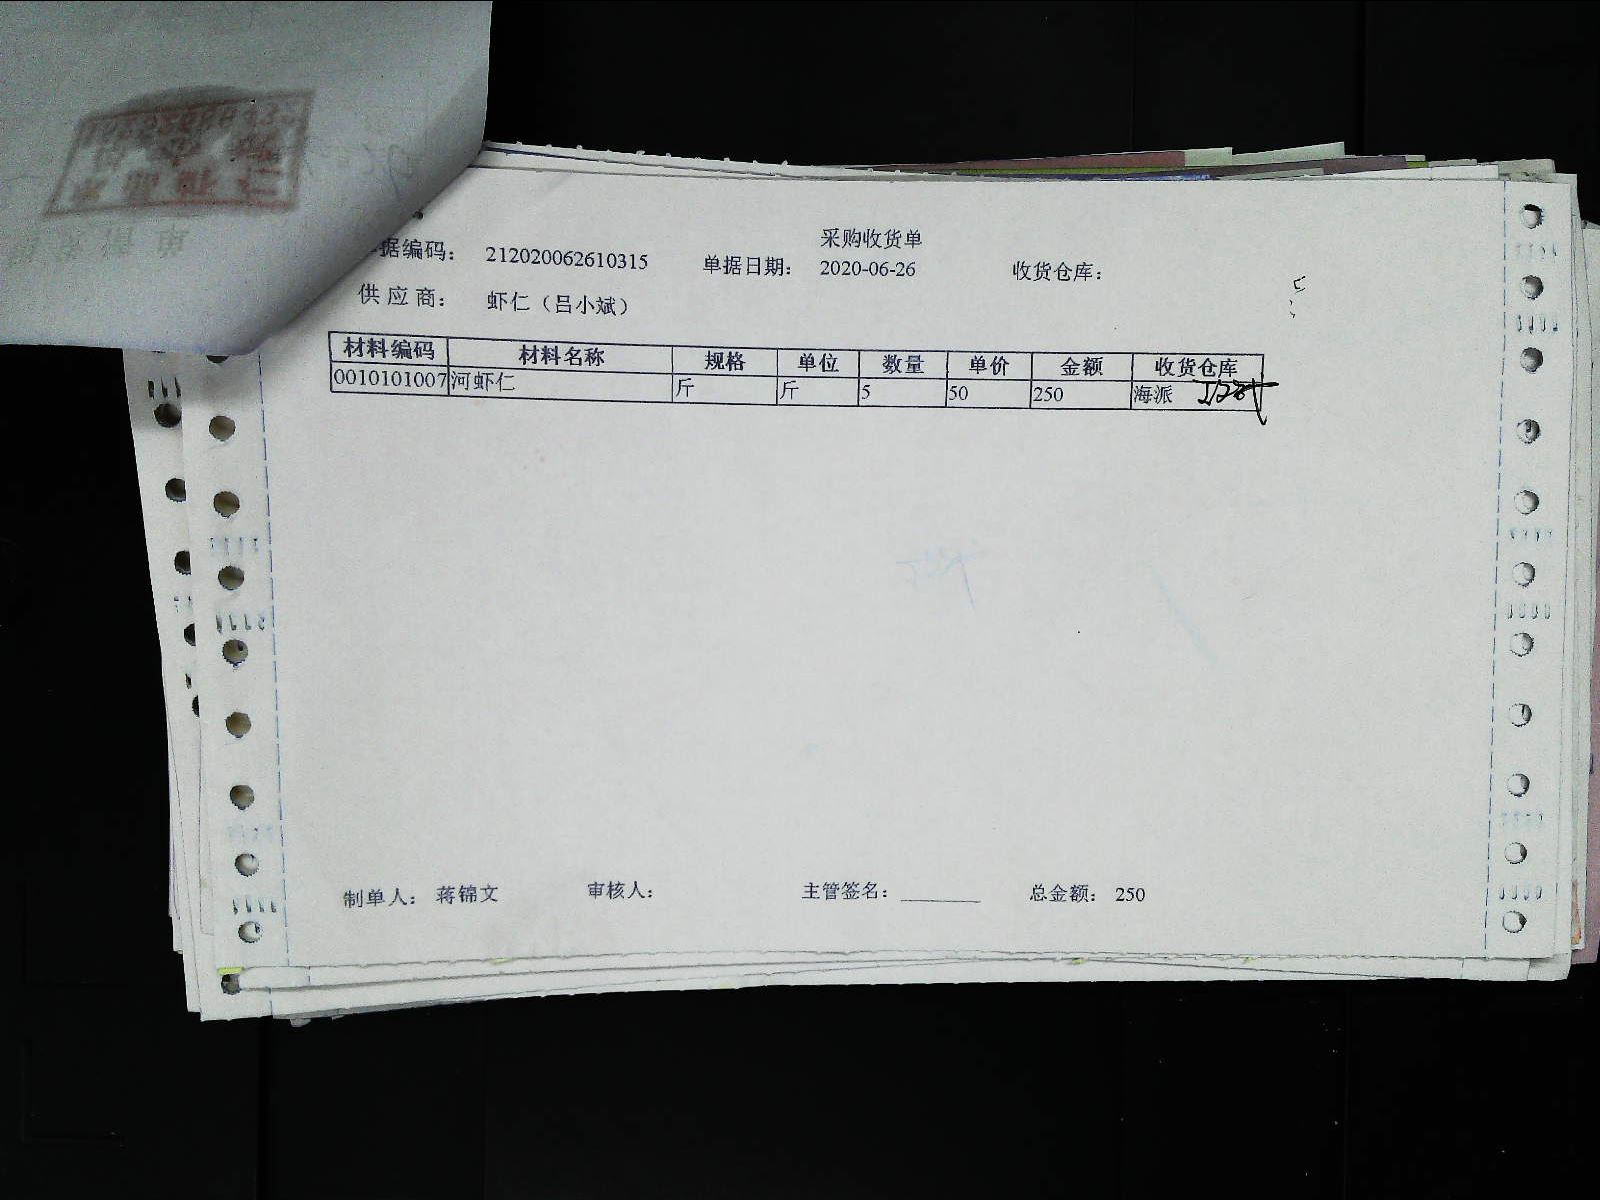 采购收货单
单据编码： 212020062610315 单据日期： 2020-06-26 收货仓库：
供应商： 虾仁（吕小斌）
材料编码 材料名称 规格 单位 数量 单价 金额 收货仓库
0010101007 河虾仁 斤 斤 5 50 250 海派
制单人： 蒋锦文 审核人： 主管签名： 总金额： 250